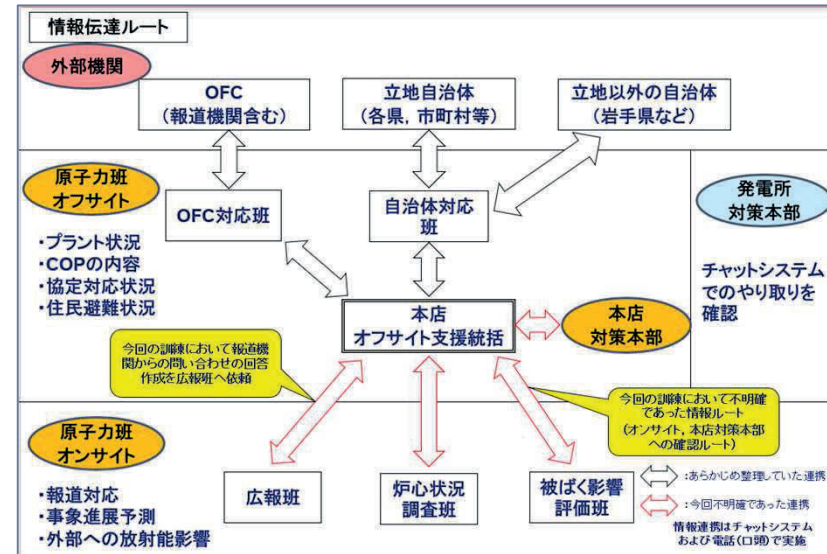 情報伝達ルート
外部機関
OFC
(報道機関含む)
立地自治体
(各県，市町村等)
立地以外の自治体
(岩手県など)
原子力班
オフサイト
・プラント状況
・COPの内容
・協定対応状況
・住民避難状況
OFC対応班
自治体対応
班
発電所
対策本部
チャットシステム
でのやり取りを
確認
本店
オフサイト支援統括
本店
対策本部
今回の訓練において報道機
関からの問い合わせの回答
作成を広報班へ依頼
今回の訓練において不明確
であった情報ルート
(オンサイト，本店対策本部
への確認ルート)
原子力班
オンサイト
・報道対応
・事象進展予測
・外部への放射能影響
広報班
炉心状況
調査班
被ばく影響
評価班
：あらかじめ整理していた連携
：今回不明確であった連携
情報連携はチャットシステム
および電話(口頭)で実施